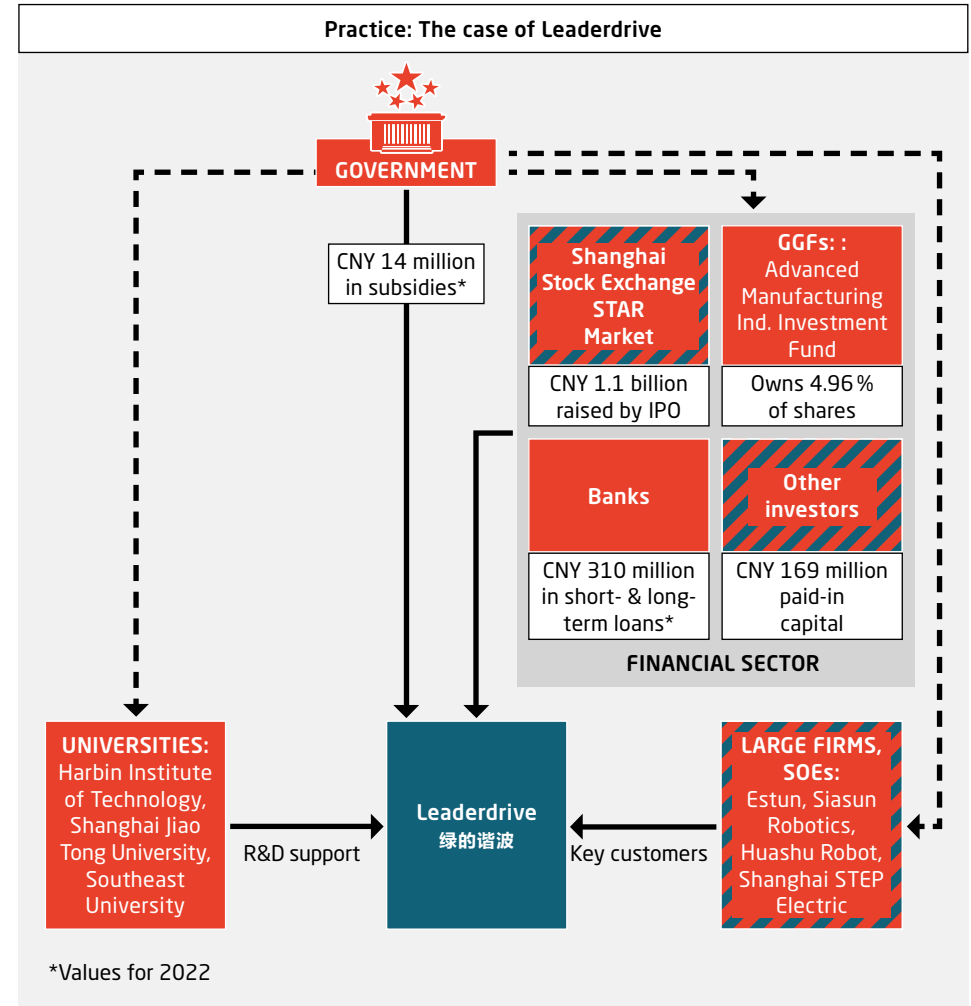 Practice: The case of Leaderdrive
GOVERNMENT
CNY 14 million
in subsidies*
Shanghai
Stock Exchange
STAR
Market
CNY 1.1 billion
raised by IPO
GGFs: :
Advanced
Manufacturing
Ind. Investment
Fund
Owns 4.96 %
of shares
Banks
CNY 310 million
in short- & long-
term loans*
Other
investors
CNY 169 million
paid-in
capital
FINANCIAL SECTOR
UNIVERSITIES:
Harbin Institute
of Technology,
Shanghai Jiao
Tong University,
Southeast
University
R&D support
Leaderdrive
绿的谐波
Key customers
LARGE FIRMS,
SOEs:
Estun, Siasun
Robotics,
Huashu Robot,
Shanghai STEP
Electric
*Values for 2022